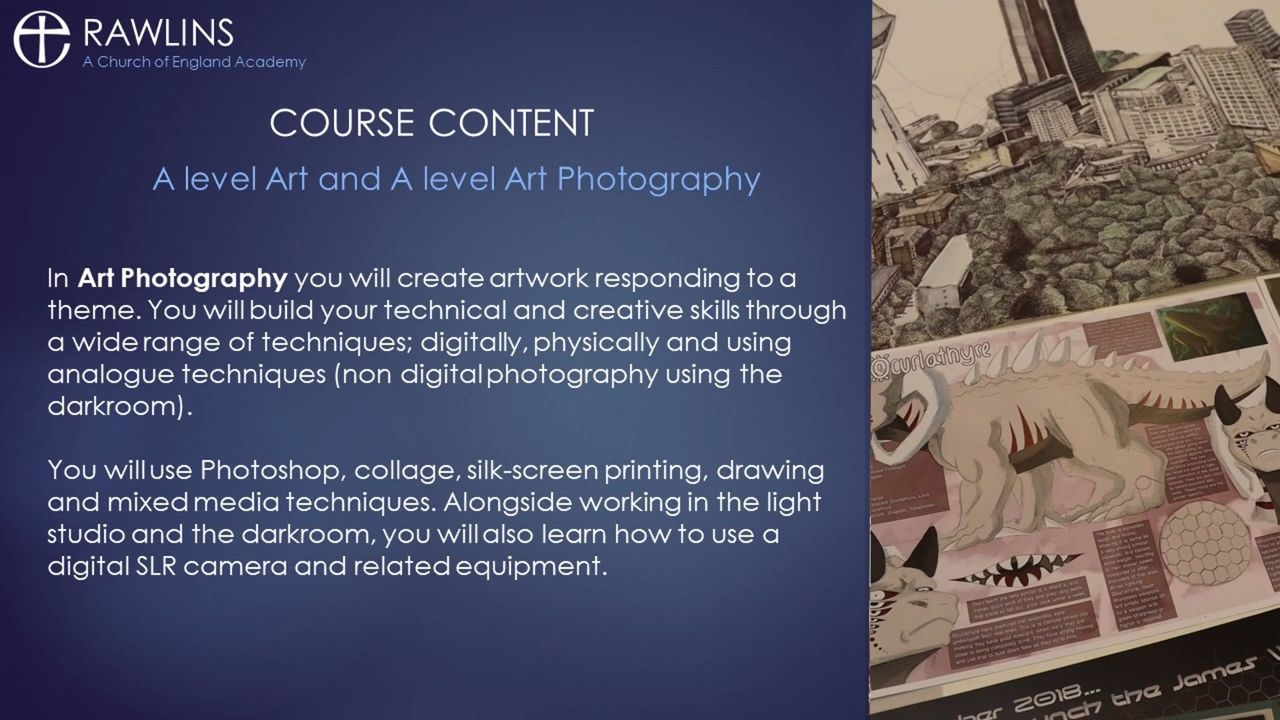 RAWLINS
A Church of England Academy
COURSE CONTENT
A level Art and A level Art Photography
In Art Photography you will create artwork responding to a
theme. You will build your technical and creative skills through
a wide range of techniques; digitally, physically and using
analogue techniques (non digital photography using the
darkroom).
You will use Photoshop, collage, silk-screen printing, drawing
and mixed media techniques. Alongside working in the light
studio and the darkroom, you will also learn how to use a
digital SLR camera and related equipment.
2018...
the James